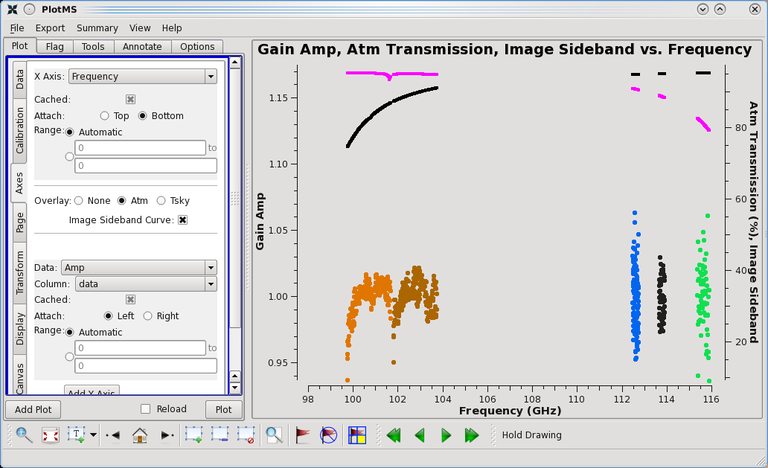 PlotMS
File Export Summary View Help
Plot Flag Tools Annotate Options
Data
Calibration
Axes
Page
Transform
Display
Canvas
X Axis: Frequency
Cached:
Attach: Top Bottom
Range: Automatic
0 to
0
Overlay: None Atm Tsky
Image Sideband Curve:
Data: Amp
Column: data
Cached:
Attach: Left Right
Range: Automatic
0 to
0
Add Y Axis
Add Plot Reload Plot
Gain Amp, Atm Transmission, Image Sideband vs. Frequency
Gain Amp
1.15
1.10
1.05
1.00
0.95
98 100 102 104 106 108 110 112 114 116
Frequency (GHz)
80
60
40
20
Atm Transmission (%), Image Sideband
T
Hold Drawing